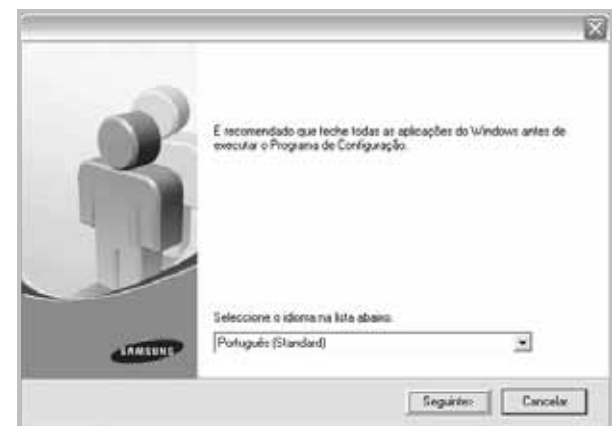 É recomendado que feche todas as aplicações do Windows antes de
executar o Programa de Configuração.
Seleccione o idioma na lista abaixo.
Português (Standard)
SAMSUNG
Seguinte>
Cancelar